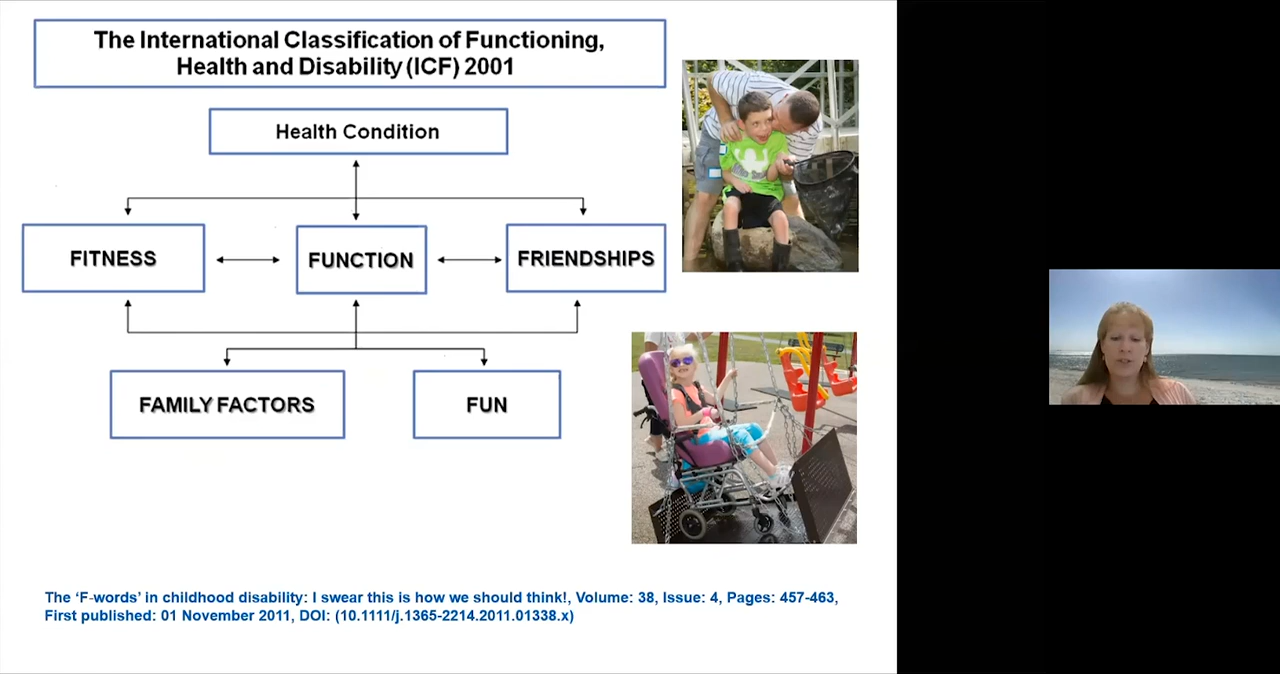 The International Classification of Functioning,
Health and Disability (ICF) 2001
Health Condition
FITNESS
FUNCTION
FRIENDSHIPS
FAMILY FACTORS
FUN
The ‘F-words’ in childhood disability: I swear this is how we should think!, Volume: 38, Issue: 4, Pages: 457-463,
First published: 01 November 2011, DOI: (10.1111/j.1365-2214.2011.01338.x)